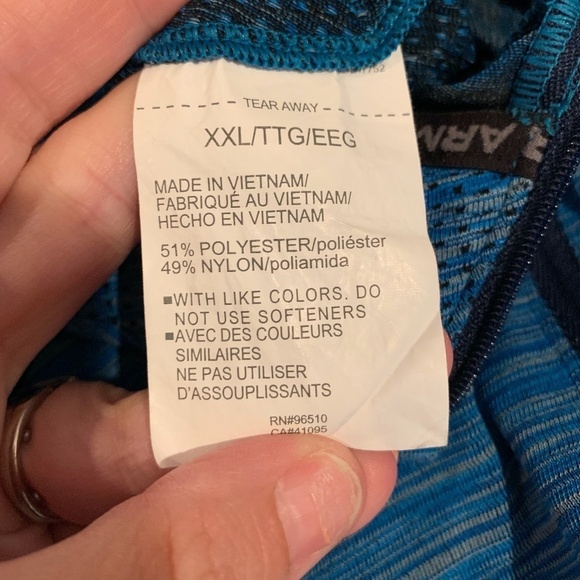 TEAR AWAY
XXL/TTG/EEG
MADE IN VIETNAM/
FABRIQUÉ AU VIETNAM/
HECHO EN VIETNAM
51% POLYESTER/poliéster
49% NYLON/poliamida
■WITH LIKE COLORS. DO
NOT USE SOFTENERS
■AVEC DES COULEURS
SIMILAIRES
NE PAS UTILISER
D'ASSOUPLISSANTS
RN#96510
CA#41095
R ARM